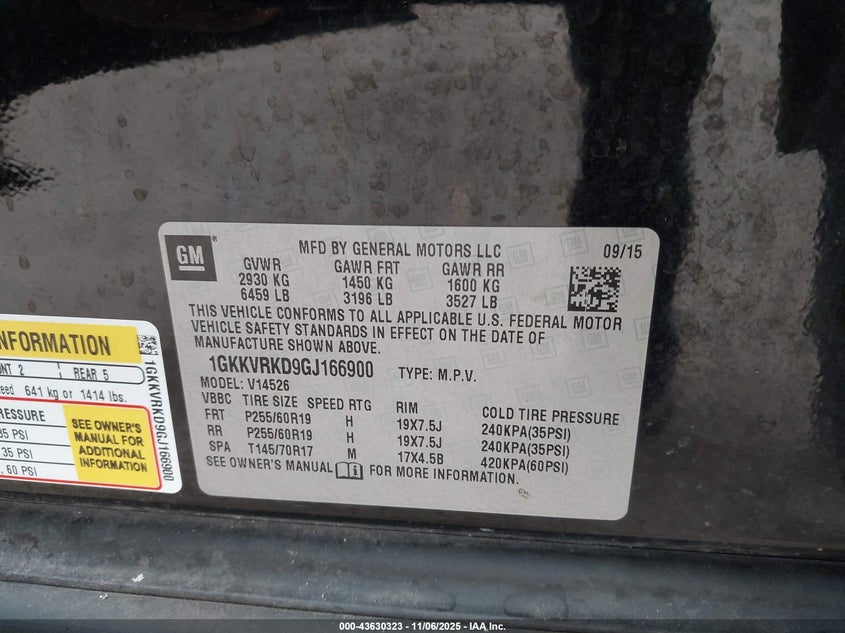 GM
MFD BY GENERAL MOTORS LLC 09/15
GVWR GAWR FRT GAWR RR
2930 KG 1450 KG 1600 KG
6459 LB 3196 LB 3527 LB
THIS VEHICLE CONFORMS TO ALL APPLICABLE U.S. FEDERAL MOTOR
VEHICLE SAFETY STANDARDS IN EFFECT ON THE DATE OF
MANUFACTURE SHOWN ABOVE.
1GKKVRKD9GJ166900 TYPE: M.P.V.
MODEL: V14526
VBBC TIRE SIZE SPEED RTG RIM COLD TIRE PRESSURE
FRT P255/60R19 H 19X7.5J 240KPA(35PSI)
RR P255/60R19 H 19X7.5J 240KPA(35PSI)
SPA T145/70R17 M 17X4.5B 420KPA(60PSI)
SEE OWNER'S MANUAL FOR MORE INFORMATION.
INFORMATION
2 REAR 5
641 kg or 1414 lbs.
PRESSURE
35 PSI
35 PSI
, 60 PSI
SEE OWNER'S
MANUAL FOR
ADDITIONAL
INFORMATION
1GKKVRKD9GJ166900
000-43630323 - 11/06/2025 - IAA Inc.